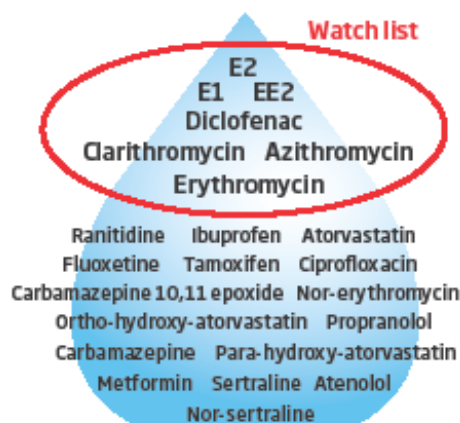 Watch list
E2
E1 EE2
Diclofenac
Clarithromycin Azithromycin
Erythromycin
Ranitidine Ibuprofen Atorvastatin
Fluoxetine Tamoxifen Ciprofloxacin
Carbamazepine 10,11 epoxide Nor-erythromycin
Ortho-hydroxy-atorvastatin Propranolol
Carbamazepine Para-hydroxy-atorvastatin
Metformin Sertraline Atenolol
Nor-sertraline